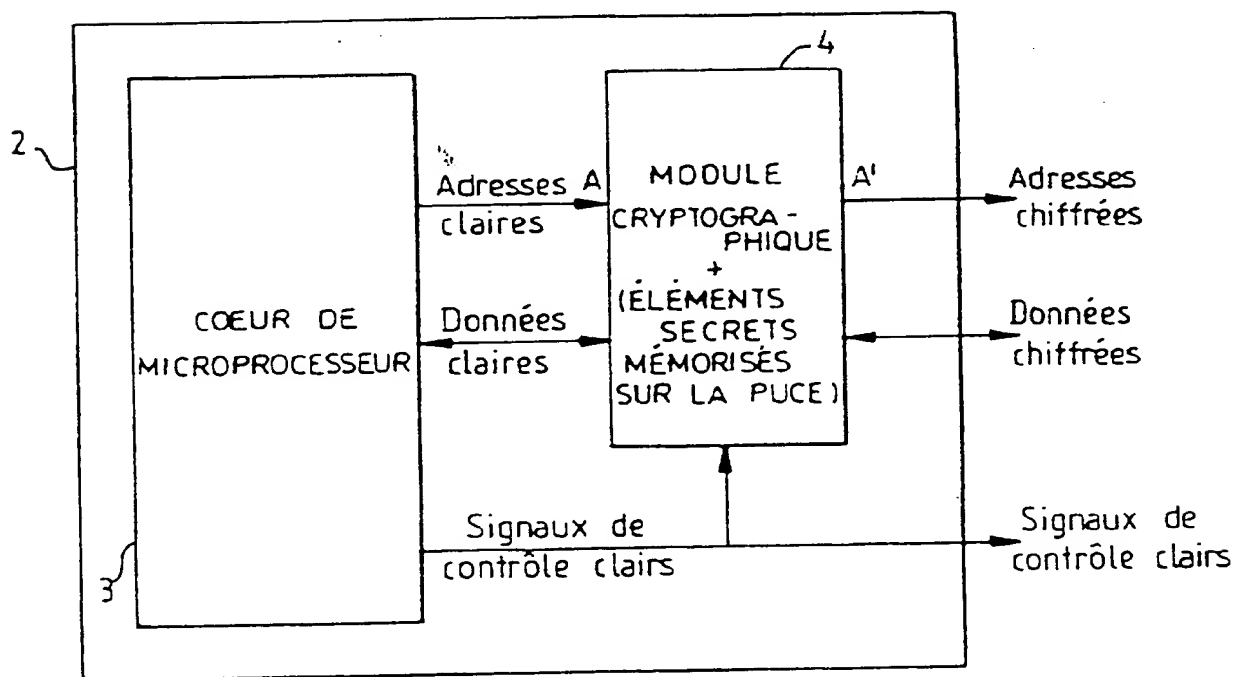 4
2
Adresses A
claires
MODULE
CRYPTOGRA-
PHIQUE
+
(ÉLÉMENTS
SECRETS
MÉMORISÉS
SUR LA PUCE)
A'
Adresses
chiffrées
COEUR DE
MICROPROCESSEUR
Données
claires
Données
chiffrées
3
Signaux de
contrôle clairs
Signaux de
contrôle clairs